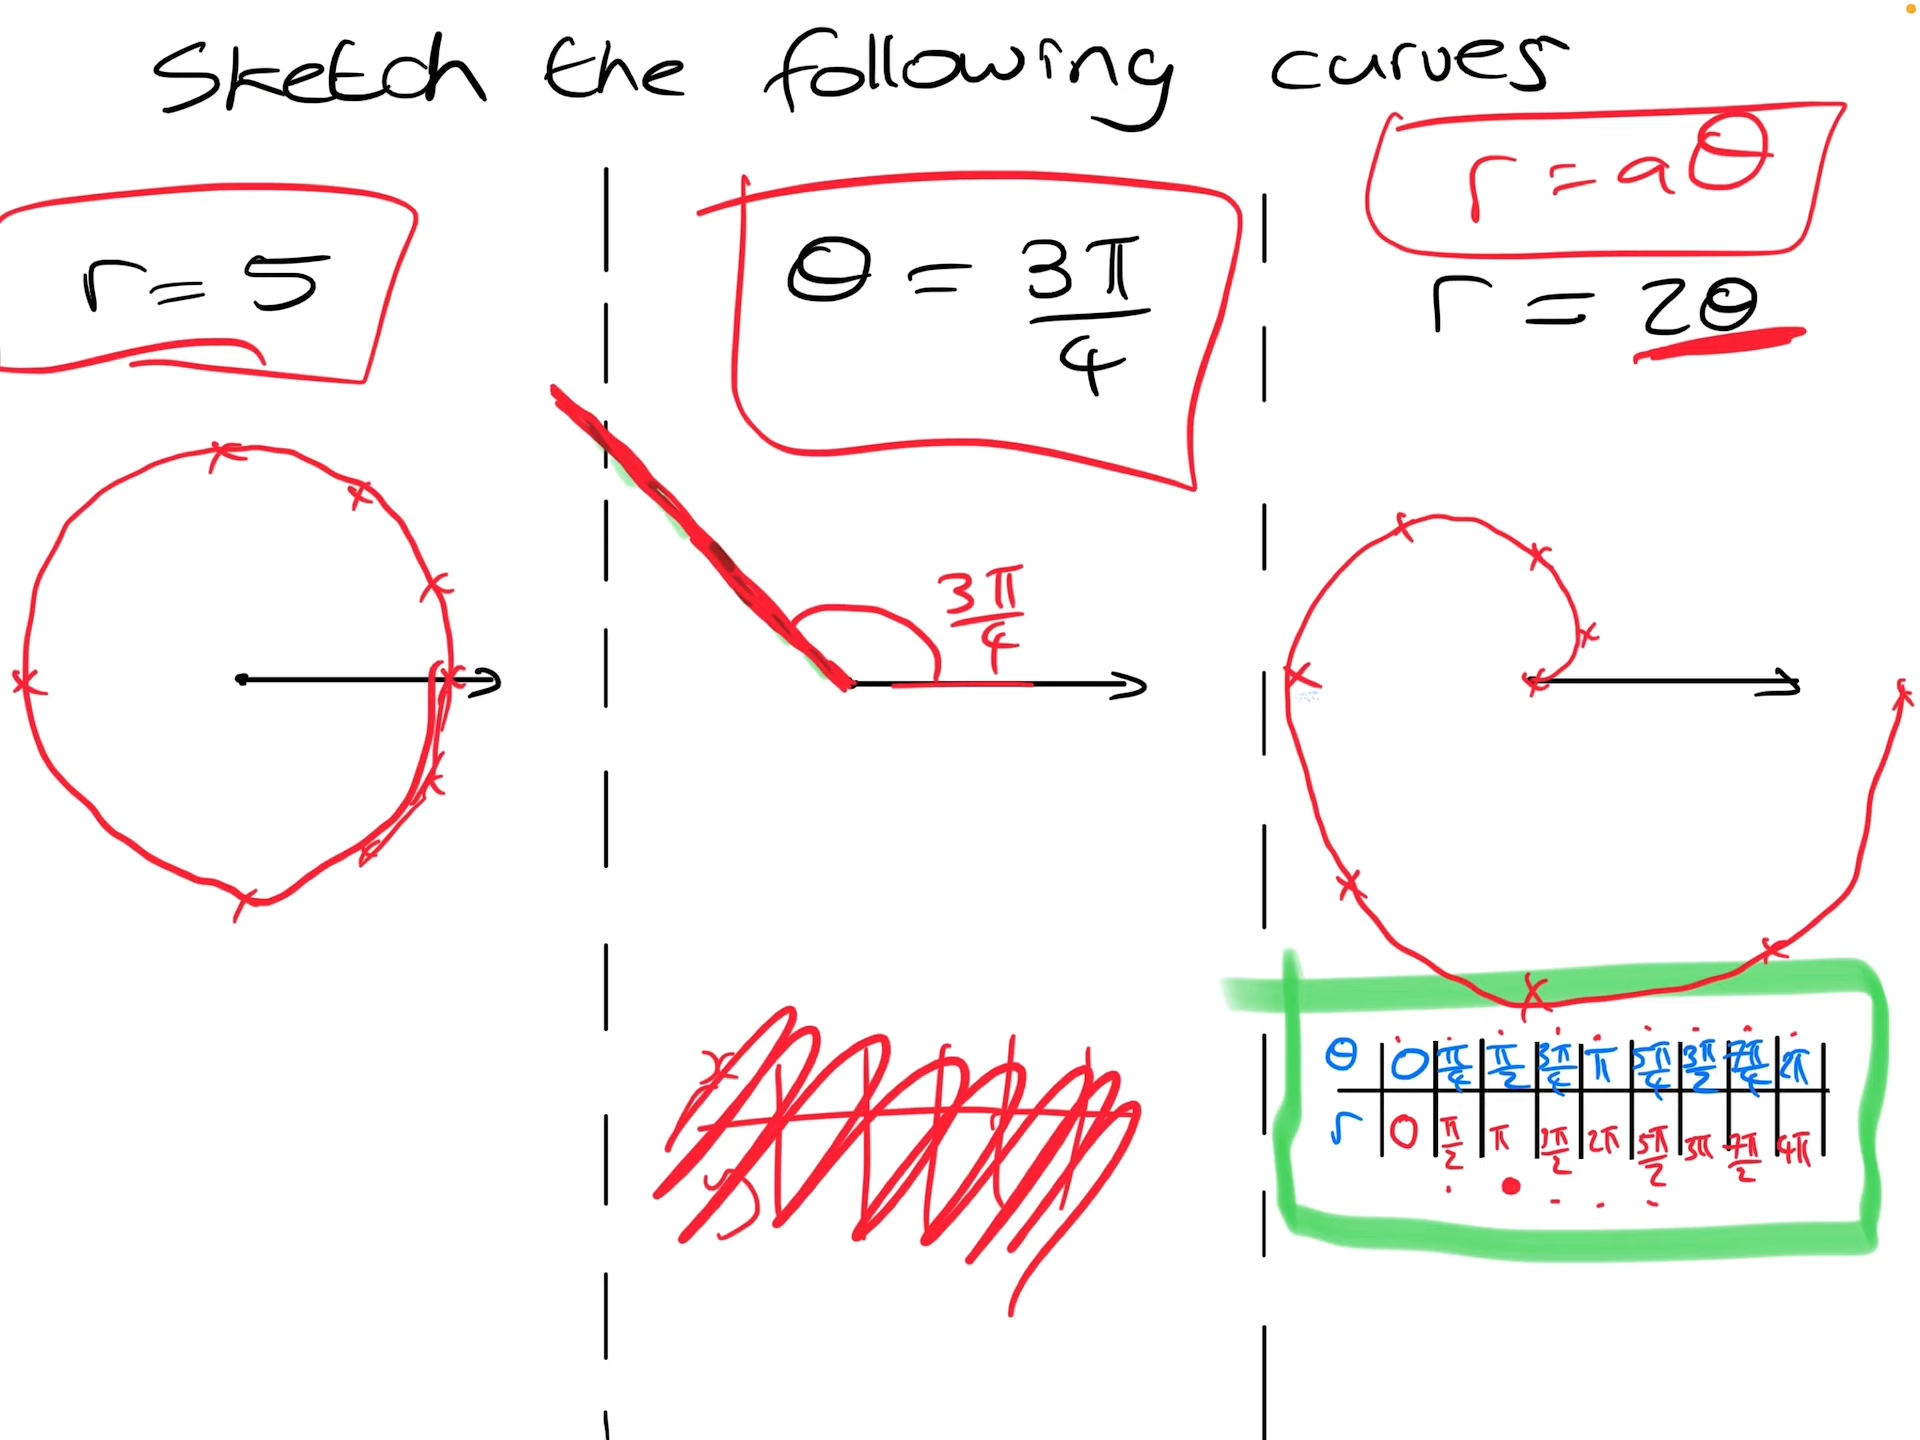 Sketch the following curves
r = 5
θ = 3π/4
r = aθ
r = 2θ
3π/4
θ | 0 | π/4 | π/2 | 3π/4 | π | 5π/4 | 3π/2 | 7π/4 | 2π
r | 0 | π/2 | π | 3π/2 | 2π | 5π/2 | 3π | 7π/2 | 4π